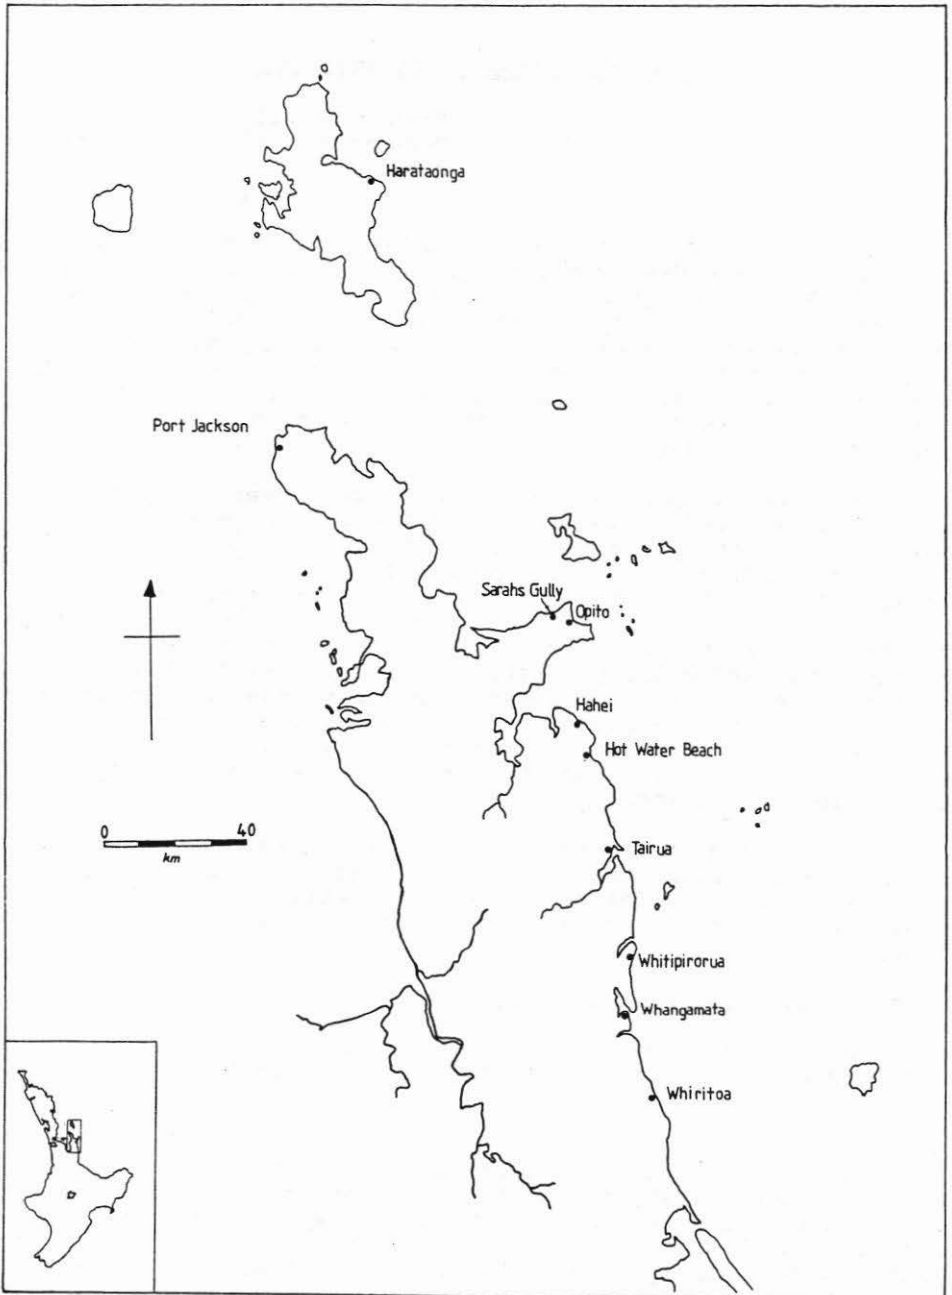 Harataonga
Port Jackson
Sarahs Gully
Opito
Hahei
Hot Water Beach
0 40
km
Tairua
Whitipirorua
Whangamata
Whiritoa